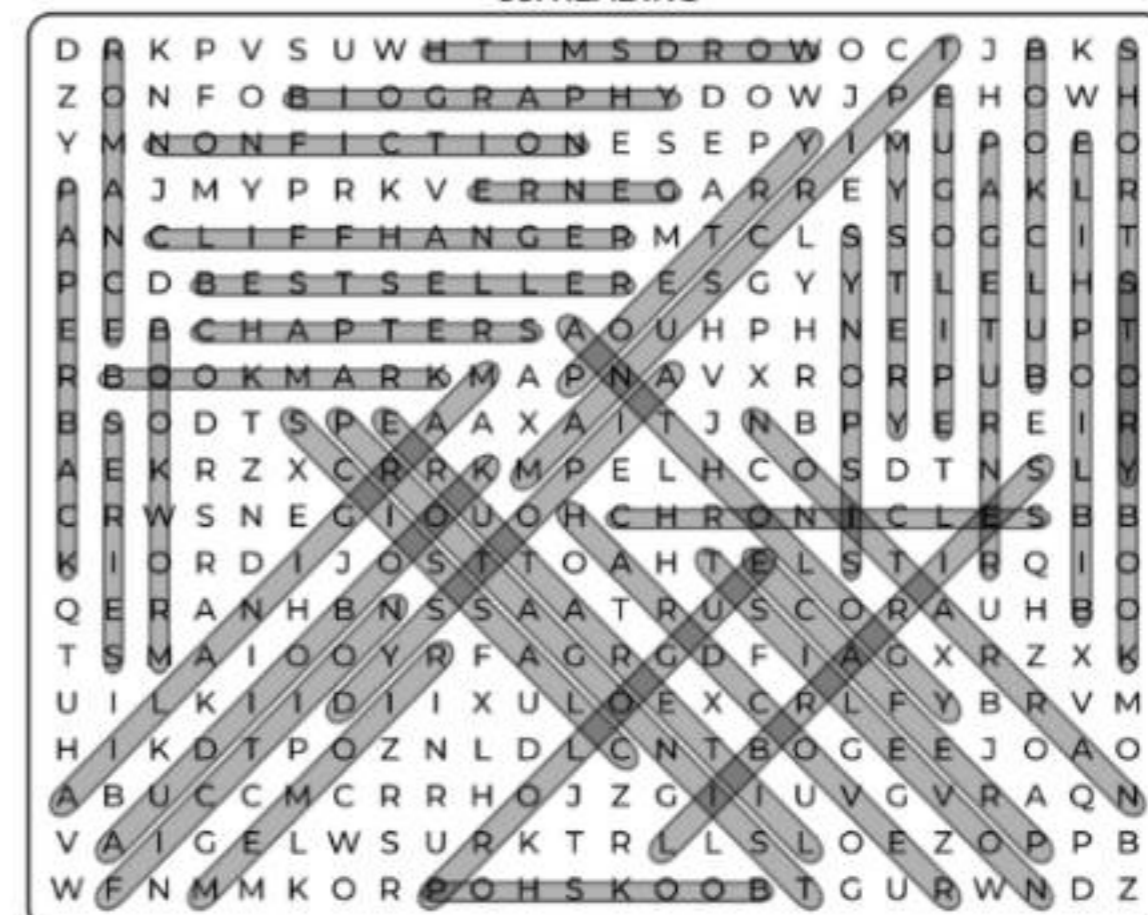 D R K P V S U W H T I M S D R O W O C T J B K S
Z O N F O B I O G R A P H Y D O W J P E H O W H
Y M N O N F I C T I O N E S E P Y I M U P O E O
P A J M Y P R K V E R N E G A R R E Y G A K L R
A N C L I F F H A N G E R M T C L S S O G C I T
P C D B E S T S E L L E R E S G Y Y T L E L H S
E E B C H A P T E R S A O U H P H N E I T U P T
R B O O K M A R K M A P N A V X R O R P U B O O
B S O D T S P E A A X A I T J N B P Y E R E I R
A E K R Z X C R R K M P E L H C O S D T N S L Y
C R W S N E G I O U O H C H R O N I C L E S B B
K I O R D I J O S T T O A H T E L S T I R Q I O
Q E R A N H B N S S A A T R U S C O R A U H B O
T S M A I O O Y R F A G R G D F I A G X R Z X K
U I L K I I D I I X U L O E X C R L F Y B R V M
H I K D T P O Z N L D L C N T B O G E E J O A O
A B U C C M C R R H O J Z G I I U V G V R A Q N
V A I G E L W S U R K T R L L S L O E Z O P P B
W F N M M K O R P O H S K O O B T G U R W N D Z